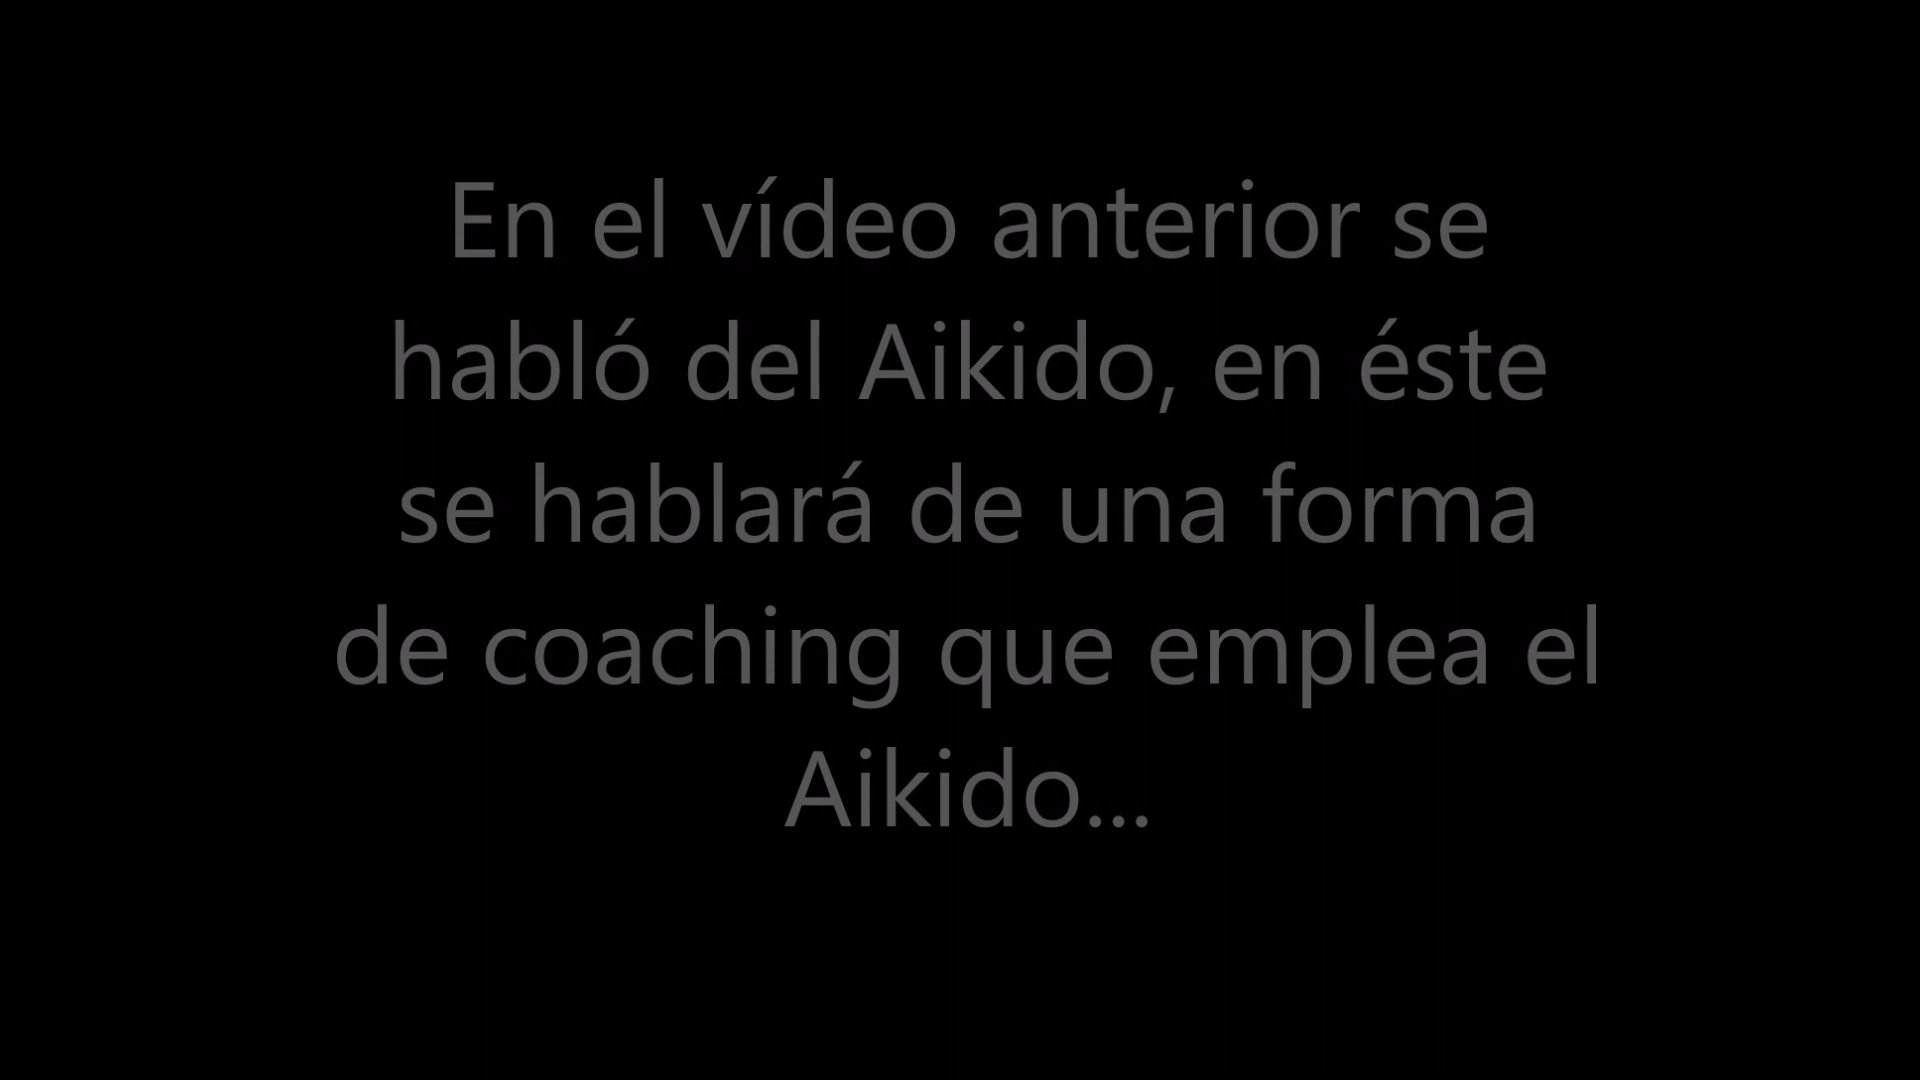 En el vídeo anterior se
habló del Aikido, en éste
se hablará de una forma
de coaching que emplea el
Aikido...